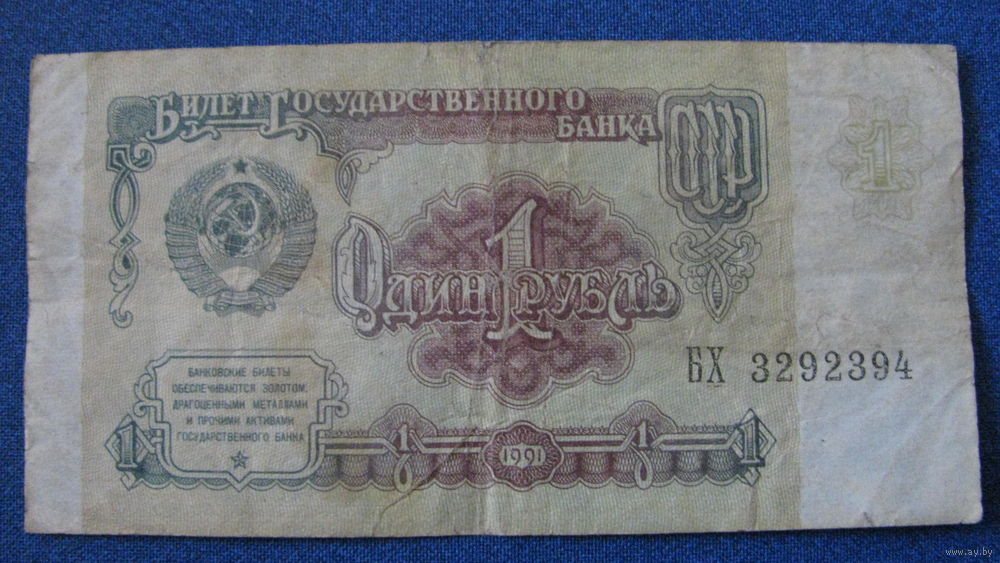 Билет Государственного
Банка
СССР
1
1
Один рубль
БХ 3292394
БАНКОВСКИЕ БИЛЕТЫ
ОБЕСПЕЧИВАЮТСЯ ЗОЛОТОМ,
ДРАГОЦЕННЫМИ МЕТАЛЛАМИ
И ПРОЧИМИ АКТИВАМИ
ГОСУДАРСТВЕННОГО БАНКА
1 1 1991 1 1
www.ay.by